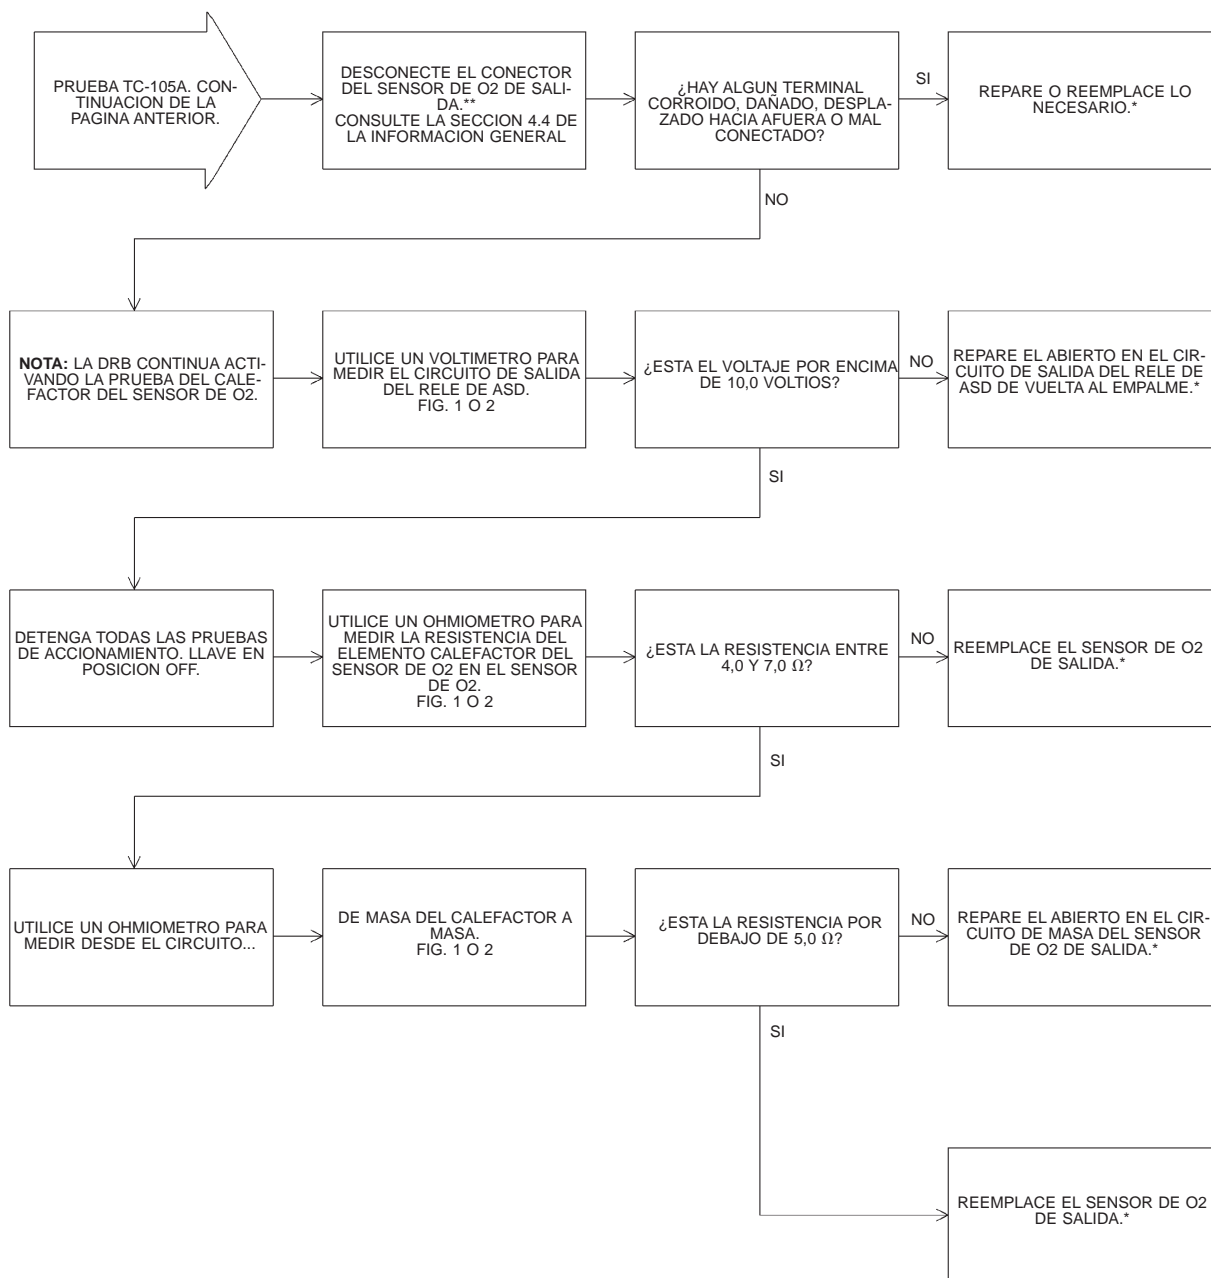 PRUEBA TC-105A. CON-
TINUACION DE LA
PAGINA ANTERIOR.
DESCONECTE EL CONECTOR
DEL SENSOR DE O2 DE SALI-
DA.**
CONSULTE LA SECCION 4.4 DE
LA INFORMACION GENERAL
¿HAY ALGUN TERMINAL
CORROIDO, DAÑADO, DESPLA-
ZADO HACIA AFUERA O MAL
CONECTADO?
SI
REPARE O REEMPLACE LO
NECESARIO.*
NO
NOTA: LA DRB CONTINUA ACTI-
VANDO LA PRUEBA DEL CALE-
FACTOR DEL SENSOR DE O2.
UTILICE UN VOLTIMETRO PARA
MEDIR EL CIRCUITO DE SALIDA
DEL RELE DE ASD.
FIG. 1 O 2
¿ESTA EL VOLTAJE POR ENCIMA
DE 10,0 VOLTIOS?
NO
REPARE EL ABIERTO EN EL CIR-
CUITO DE SALIDA DEL RELE DE
ASD DE VUELTA AL EMPALME.*
SI
DETENGA TODAS LAS PRUEBAS
DE ACCIONAMIENTO. LLAVE EN
POSICION OFF.
UTILICE UN OHMIOMETRO PARA
MEDIR LA RESISTENCIA DEL
ELEMENTO CALEFACTOR DEL
SENSOR DE O2 EN EL SENSOR
DE O2.
FIG. 1 O 2
¿ESTA LA RESISTENCIA ENTRE
4,0 Y 7,0 Ω?
NO
REEMPLACE EL SENSOR DE O2
DE SALIDA.*
SI
UTILICE UN OHMIOMETRO PARA
MEDIR DESDE EL CIRCUITO...
DE MASA DEL CALEFACTOR A
MASA.
FIG. 1 O 2
¿ESTA LA RESISTENCIA POR
DEBAJO DE 5,0 Ω?
NO
REPARE EL ABIERTO EN EL CIR-
CUITO DE MASA DEL SENSOR
DE O2 DE SALIDA.*
SI
REEMPLACE EL SENSOR DE O2
DE SALIDA.*